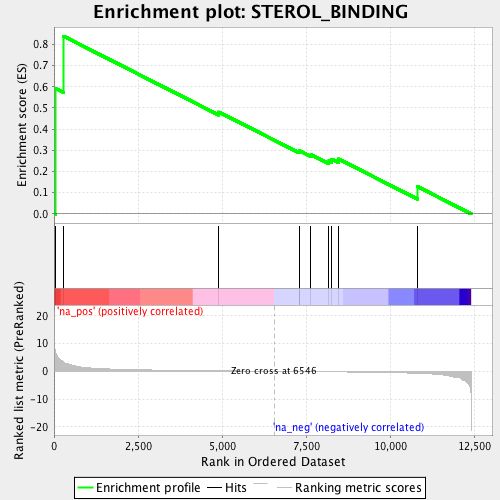 Enrichment plot: STEROL_BINDING
Enrichment score (ES)
0.8
0.7
0.6
0.5
0.4
0.3
0.2
0.1
0.0
'na_pos' (positively correlated)
Ranked list metric (PreRanked)
20
10
0
-10
-20
Zero cross at 6546
'na_neg' (negatively correlated)
0 2,500 5,000 7,500 10,000 12,500
Rank in Ordered Dataset
Enrichment profile Hits Ranking metric scores